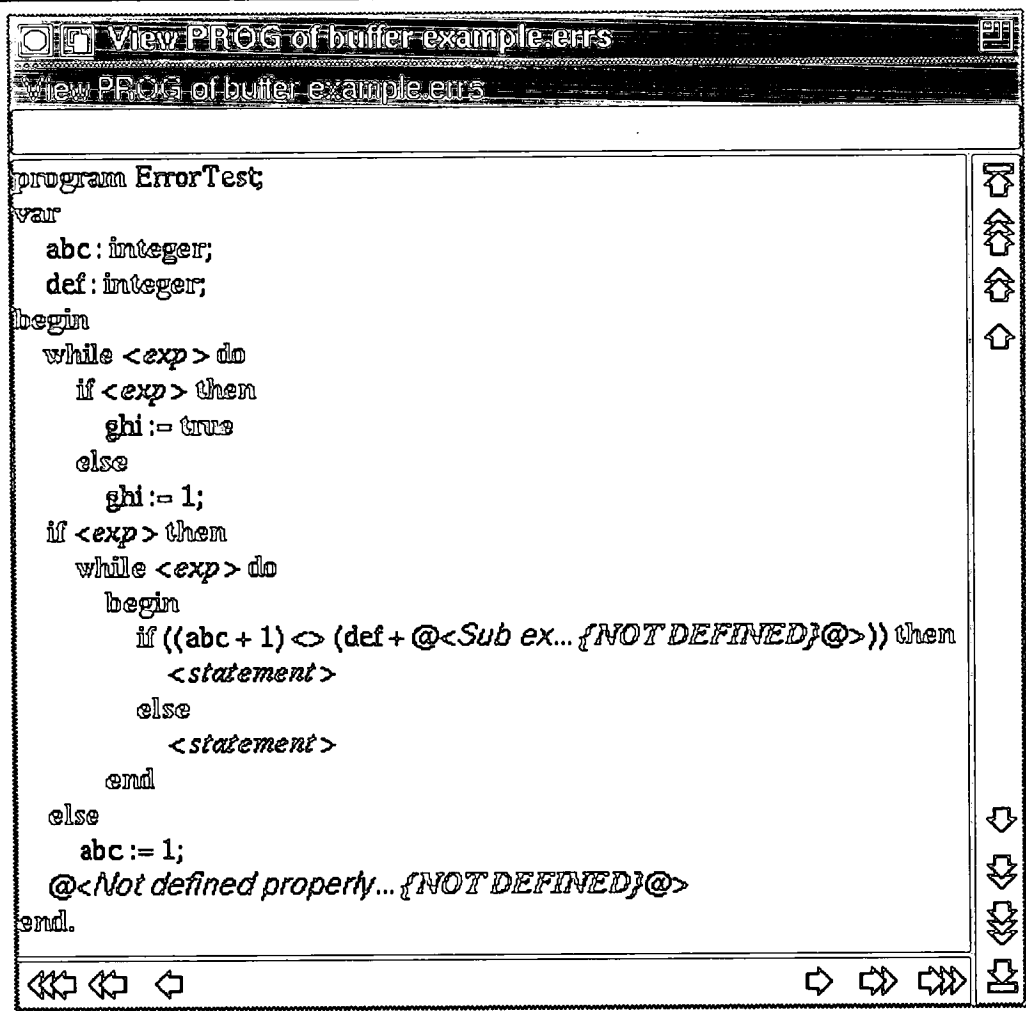 View PROG of buffer example.errs
View PROG of buffer example.errs
program ErrorTest;
var
abc : integer;
def : integer;
begin
while <exp> do
if <exp> then
ghi := true
else
ghi := 1;
if <exp> then
while <exp> do
begin
if ((abc + 1) <> (def + @<Sub ex... {NOT DEFINED}@>)) then
<statement>
else
<statement>
end
else
abc := 1;
@<Not defined properly... {NOT DEFINED}@>
end.